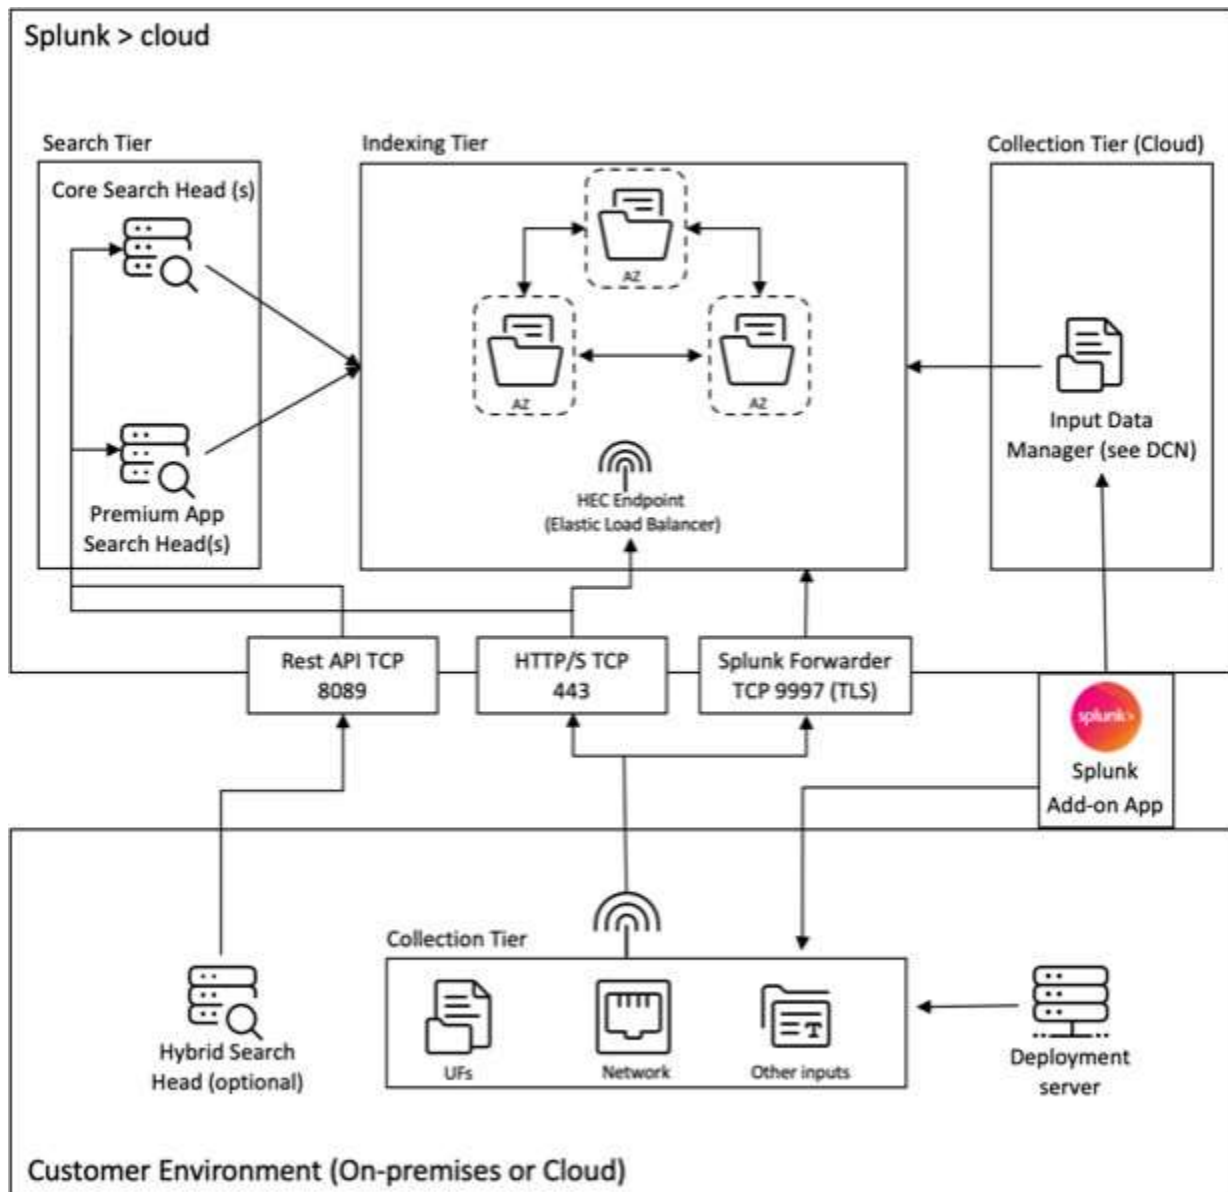 Splunk > cloud
Search Tier
Indexing Tier
Collection Tier (Cloud)
Core Search Head (s)
AZ
AZ
AZ
Input Data
Manager (see DCN)
HEC Endpoint
(Elastic Load Balancer)
Premium App
Search Head(s)
Rest API TCP
8089
HTTP/S TCP
443
Splunk Forwarder
TCP 9997 (TLS)
splunk>
Splunk
Add-on App
Collection Tier
T
UFs
Network
Other inputs
Hybrid Search
Head (optional)
Deployment
server
Customer Environment (On-premises or Cloud)